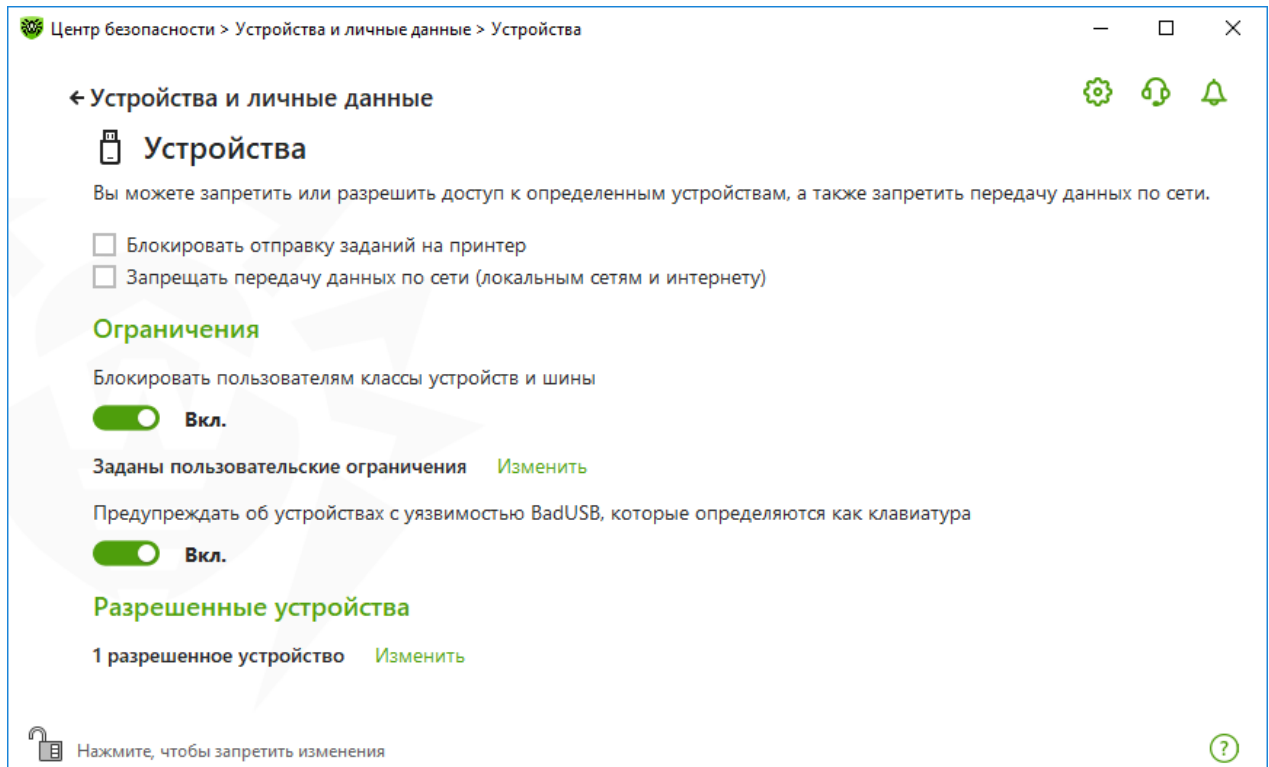 Центр безопасности > Устройства и личные данные > Устройства
Устройства и личные данные
Устройства
Вы можете запретить или разрешить доступ к определенным устройствам, а также запретить передачу данных по сети.
Блокировать отправку заданий на принтер
Запрещать передачу данных по сети (локальным сетям и интернету)
Ограничения
Блокировать пользователям классы устройств и шины
Вкл.
Заданы пользовательские ограничения Изменить
Предупреждать об устройствах с уязвимостью BadUSB, которые определяются как клавиатура
Вкл.
Разрешенные устройства
1 разрешенное устройство Изменить
Нажмите, чтобы запретить изменения
?